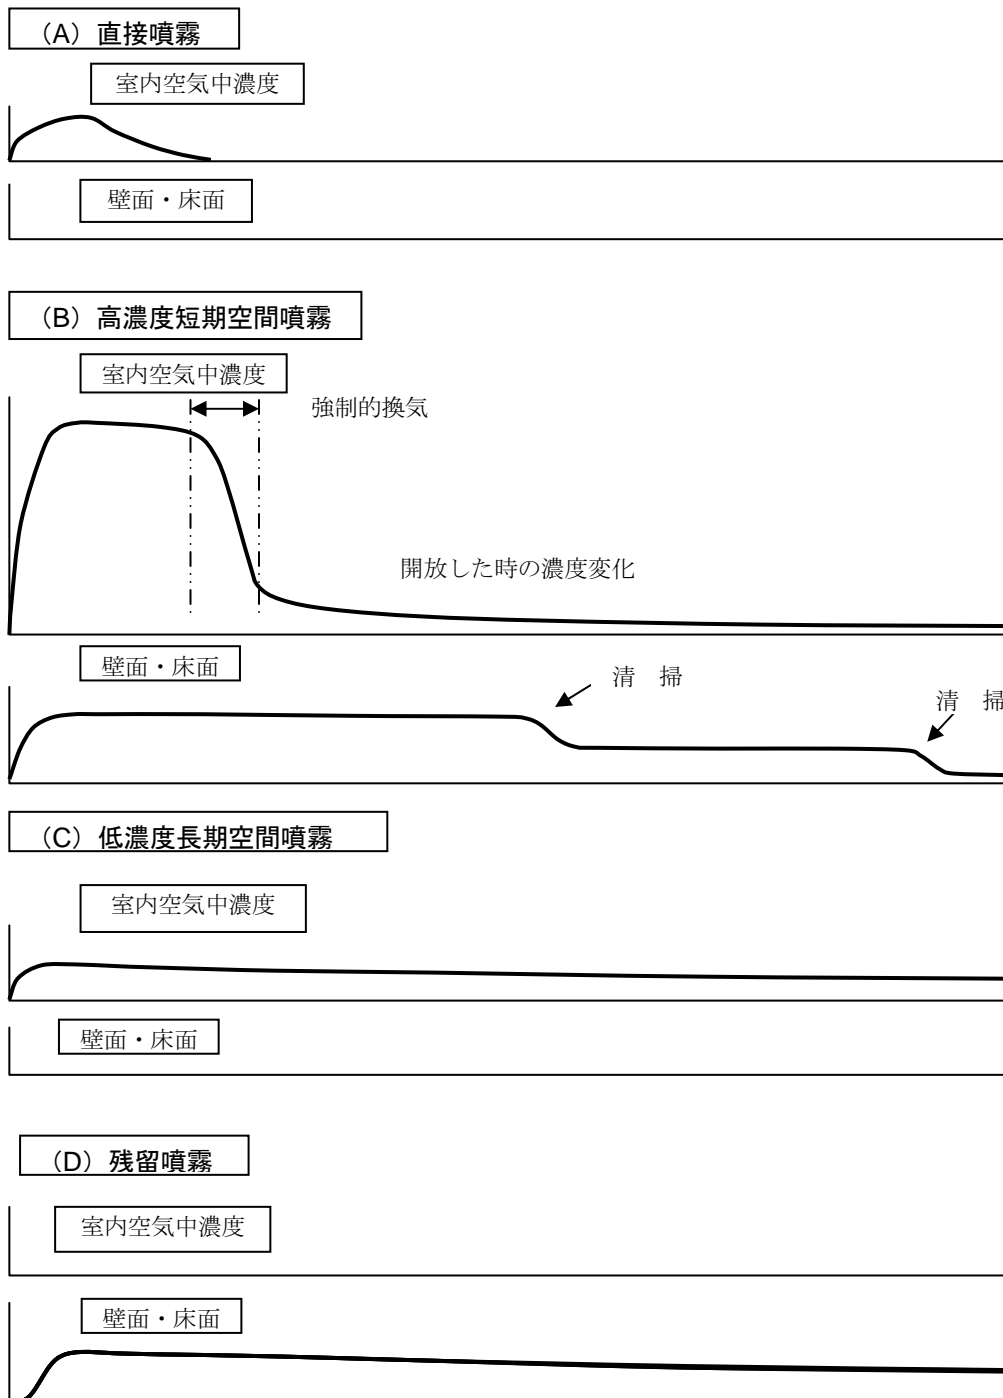 （A）直接噴霧
室内空気中濃度
壁面・床面
（B）高濃度短期空間噴霧
室内空気中濃度
強制的換気
開放した時の濃度変化
壁面・床面
清　掃
清　掃
（C）低濃度長期空間噴霧
室内空気中濃度
壁面・床面
（D）残留噴霧
室内空気中濃度
壁面・床面